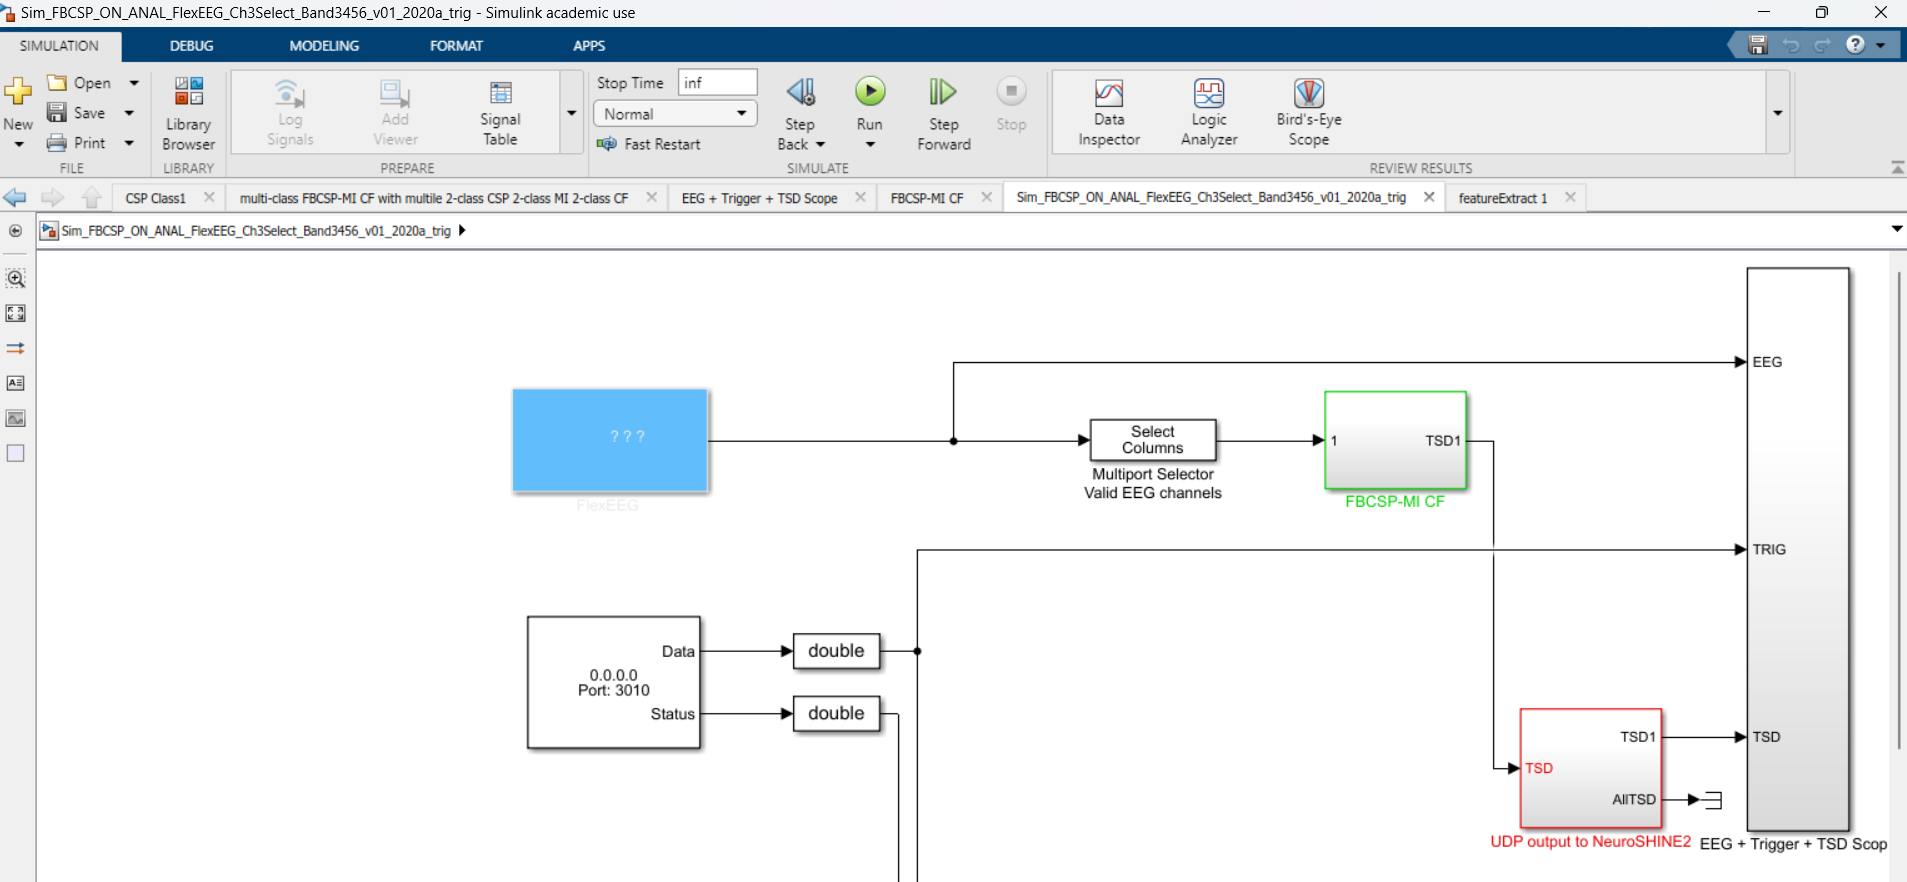 Sim_FBCSP_ON_ANAL_FlexEEG_Ch3Select_Band3456_v01_2020a_trig - Simulink academic use
SIMULATION
DEBUG
MODELING
FORMAT
APPS
New
Open
Save
Print
FILE
Library
Browser
LIBRARY
Log
Signals
Add
Viewer
Signal
Table
PREPARE
Stop Time
inf
Normal
Fast Restart
Step
Back
Run
Step
Forward
Stop
SIMULATE
Data
Inspector
Logic
Analyzer
Bird's-Eye
Scope
REVIEW RESULTS
CSP Class1
multi-class FBCSP-MI CF with multile 2-class CSP 2-class MI 2-class CF
EEG + Trigger + TSD Scope
FBCSP-MI CF
Sim_FBCSP_ON_ANAL_FlexEEG_Ch3Select_Band3456_v01_2020a_trig
featureExtract 1
Sim_FBCSP_ON_ANAL_FlexEEG_Ch3Select_Band3456_v01_2020a_trig
EEG
? ? ?
FlexEEG
Select
Columns
Multiport Selector
Valid EEG channels
1
TSD1
FBCSP-MI CF
TRIG
Data
0.0.0.0
Port: 3010
Status
double
double
TSD1
TSD
AllTSD
UDP output to NeuroSHINE2
TSD
EEG + Trigger + TSD Scop